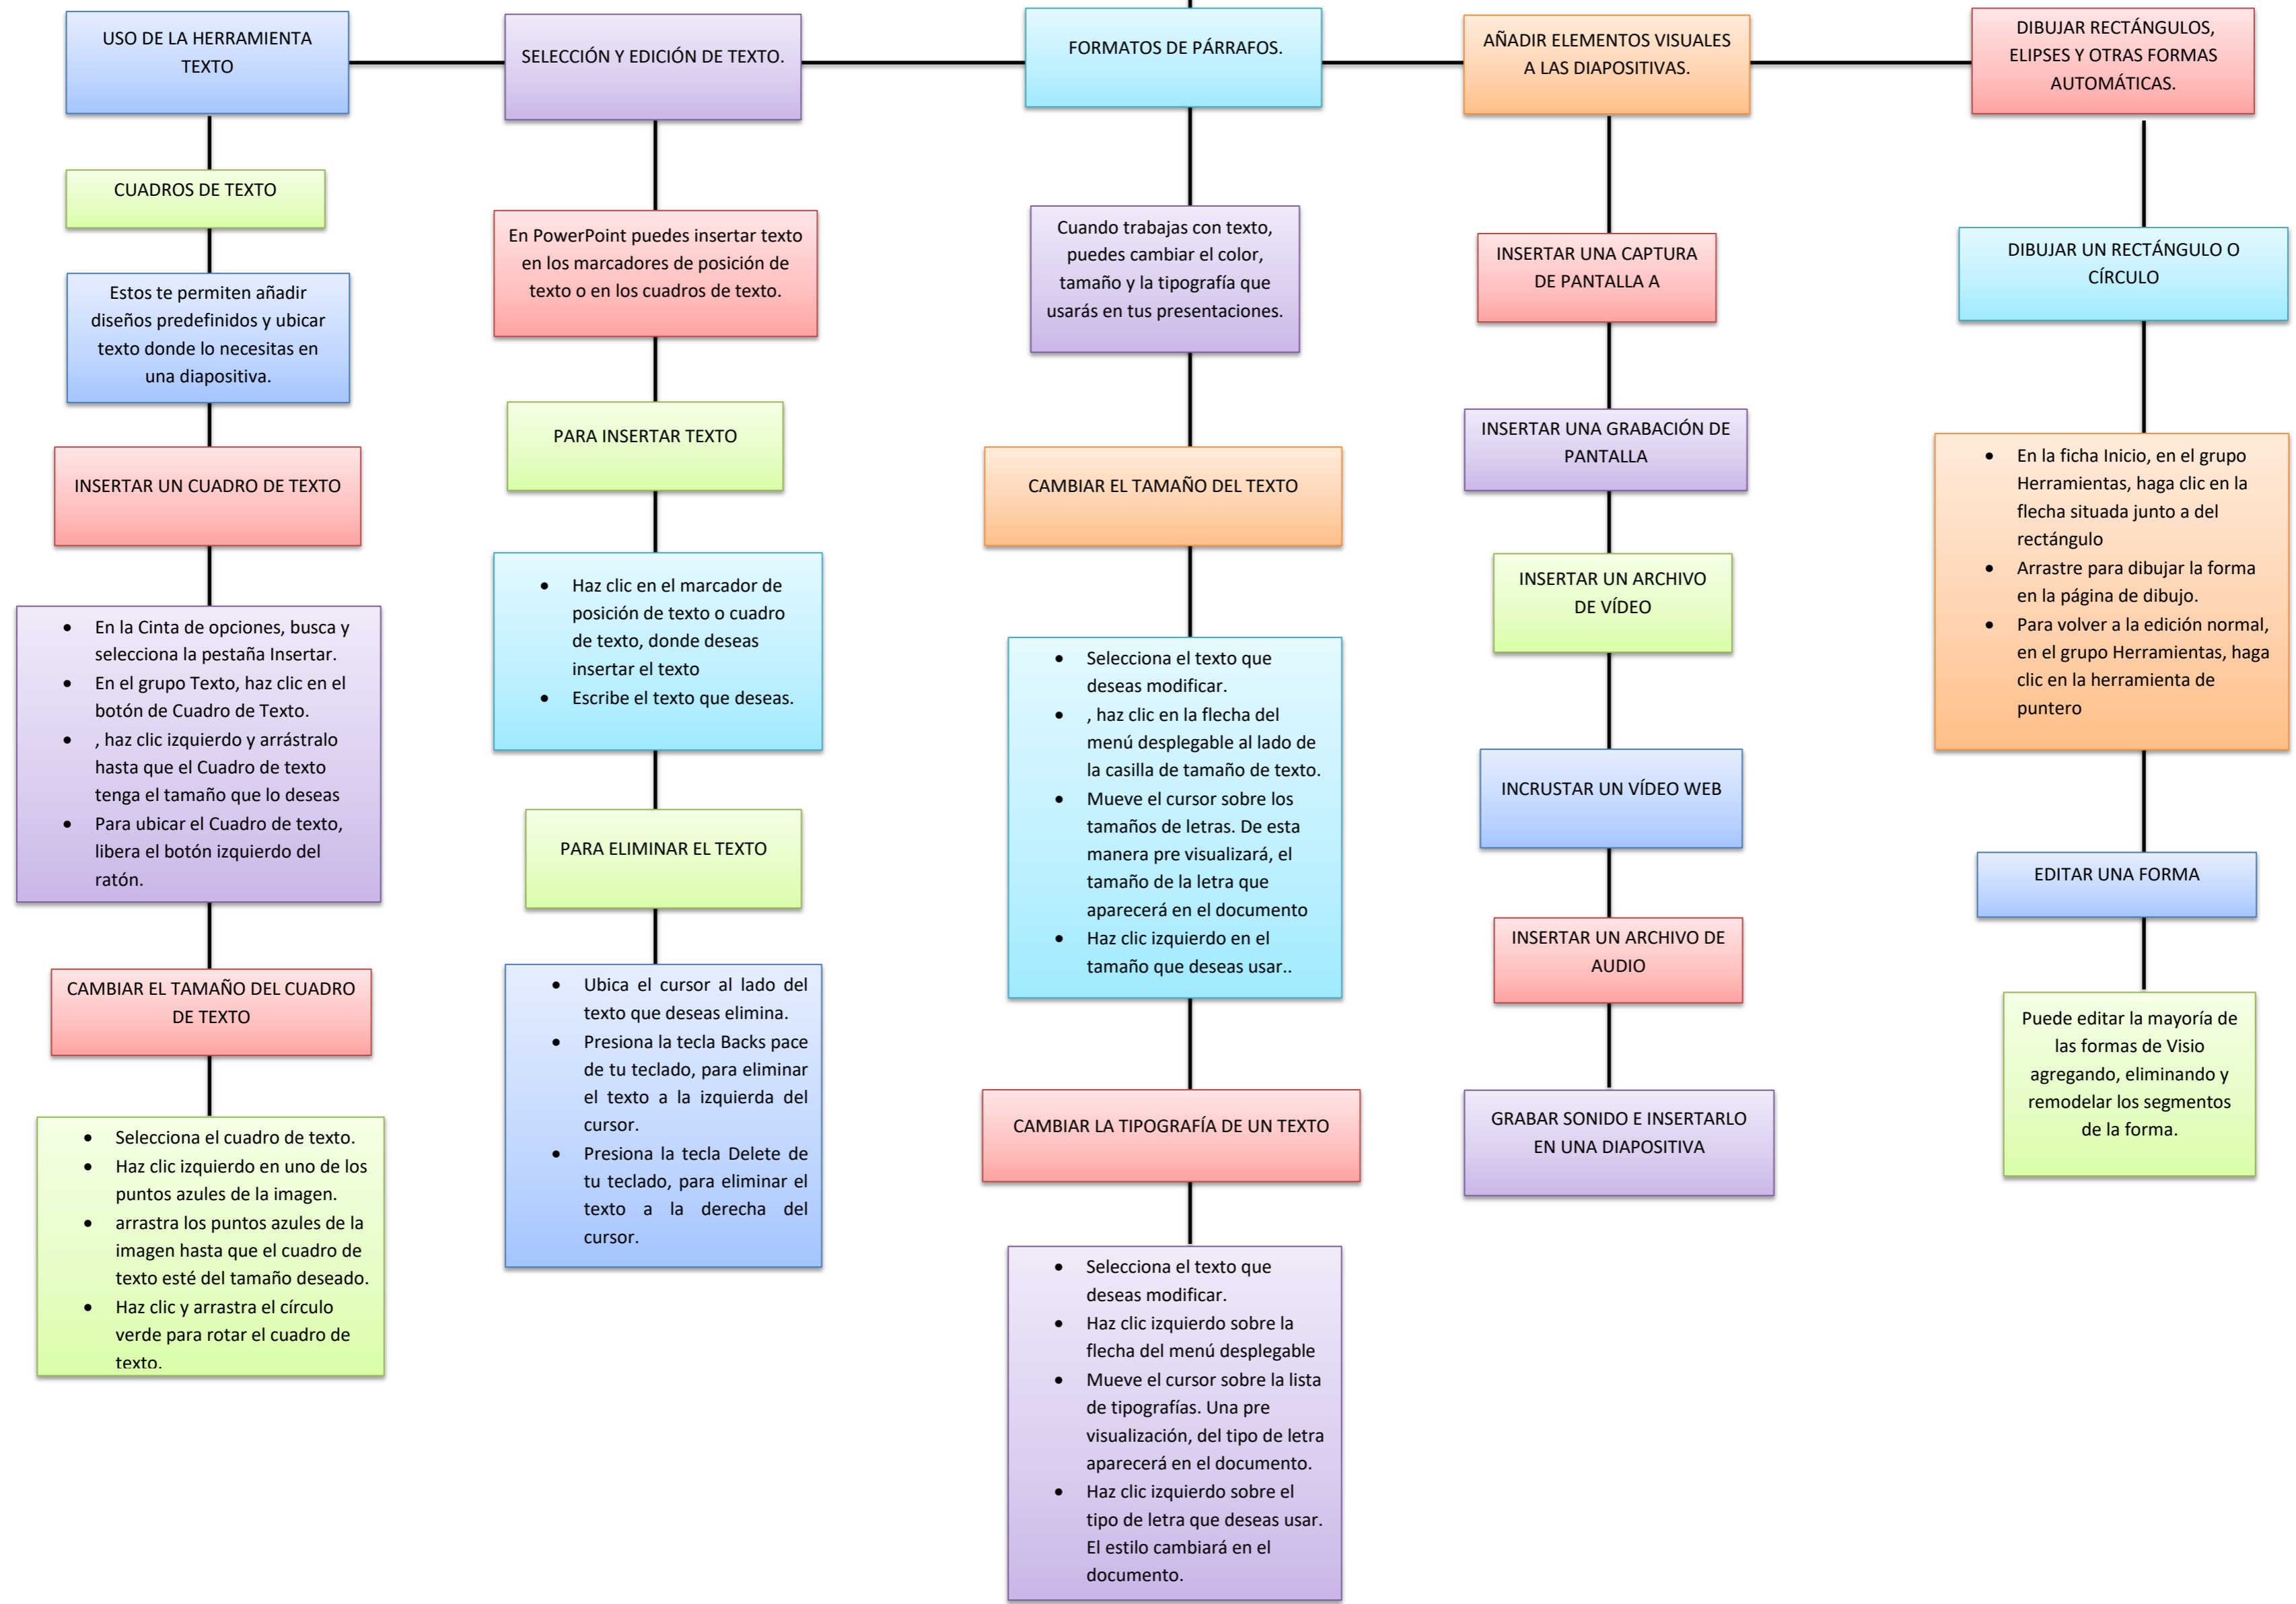 USO DE LA HERRAMIENTA
TEXTO
CUADROS DE TEXTO
Estos te permiten añadir
diseños predefinidos y ubicar
texto donde lo necesitas en
una diapositiva.
INSERTAR UN CUADRO DE TEXTO
• En la Cinta de opciones, busca y
selecciona la pestaña Insertar.
• En el grupo Texto, haz clic en el
botón de Cuadro de Texto.
• , haz clic izquierdo y arrástralo
hasta que el Cuadro de texto
tenga el tamaño que lo deseas
• Para ubicar el Cuadro de texto,
libera el botón izquierdo del
ratón.
CAMBIAR EL TAMAÑO DEL CUADRO
DE TEXTO
• Selecciona el cuadro de texto.
• Haz clic izquierdo en uno de los
puntos azules de la imagen.
• arrastra los puntos azules de la
imagen hasta que el cuadro de
texto esté del tamaño deseado.
• Haz clic y arrastra el círculo
verde para rotar el cuadro de
texto.
SELECCIÓN Y EDICIÓN DE TEXTO.
En PowerPoint puedes insertar texto
en los marcadores de posición de
texto o en los cuadros de texto.
PARA INSERTAR TEXTO
• Haz clic en el marcador de
posición de texto o cuadro
de texto, donde deseas
insertar el texto
• Escribe el texto que deseas.
PARA ELIMINAR EL TEXTO
• Ubica el cursor al lado del
texto que deseas elimina.
• Presiona la tecla Backs pace
de tu teclado, para eliminar
el texto a la izquierda del
cursor.
• Presiona la tecla Delete de
tu teclado, para eliminar el
texto a la derecha del
cursor.
FORMATOS DE PÁRRAFOS.
Cuando trabajas con texto,
puedes cambiar el color,
tamaño y la tipografía que
usarás en tus presentaciones.
CAMBIAR EL TAMAÑO DEL TEXTO
• Selecciona el texto que
deseas modificar.
• , haz clic en la flecha del
menú desplegable al lado de
la casilla de tamaño de texto.
• Mueve el cursor sobre los
tamaños de letras. De esta
manera pre visualizará, el
tamaño de la letra que
aparecerá en el documento
• Haz clic izquierdo en el
tamaño que deseas usar..
CAMBIAR LA TIPOGRAFÍA DE UN TEXTO
• Selecciona el texto que
deseas modificar.
• Haz clic izquierdo sobre la
flecha del menú desplegable
• Mueve el cursor sobre la lista
de tipografías. Una pre
visualización, del tipo de letra
aparecerá en el documento.
• Haz clic izquierdo sobre el
tipo de letra que deseas usar.
El estilo cambiará en el
documento.
AÑADIR ELEMENTOS VISUALES
A LAS DIAPOSITIVAS.
INSERTAR UNA CAPTURA
DE PANTALLA A
INSERTAR UNA GRABACIÓN DE
PANTALLA
INSERTAR UN ARCHIVO
DE VÍDEO
INCRUSTAR UN VÍDEO WEB
INSERTAR UN ARCHIVO DE
AUDIO
GRABAR SONIDO E INSERTARLO
EN UNA DIAPOSITIVA
DIBUJAR RECTÁNGULOS,
ELIPSES Y OTRAS FORMAS
AUTOMÁTICAS.
DIBUJAR UN RECTÁNGULO O
CÍRCULO
• En la ficha Inicio, en el grupo
Herramientas, haga clic en la
flecha situada junto a del
rectángulo
• Arrastre para dibujar la forma
en la página de dibujo.
• Para volver a la edición normal,
en el grupo Herramientas, haga
clic en la herramienta de
puntero
EDITAR UNA FORMA
Puede editar la mayoría de
las formas de Visio
agregando, eliminando y
remodelar los segmentos
de la forma.